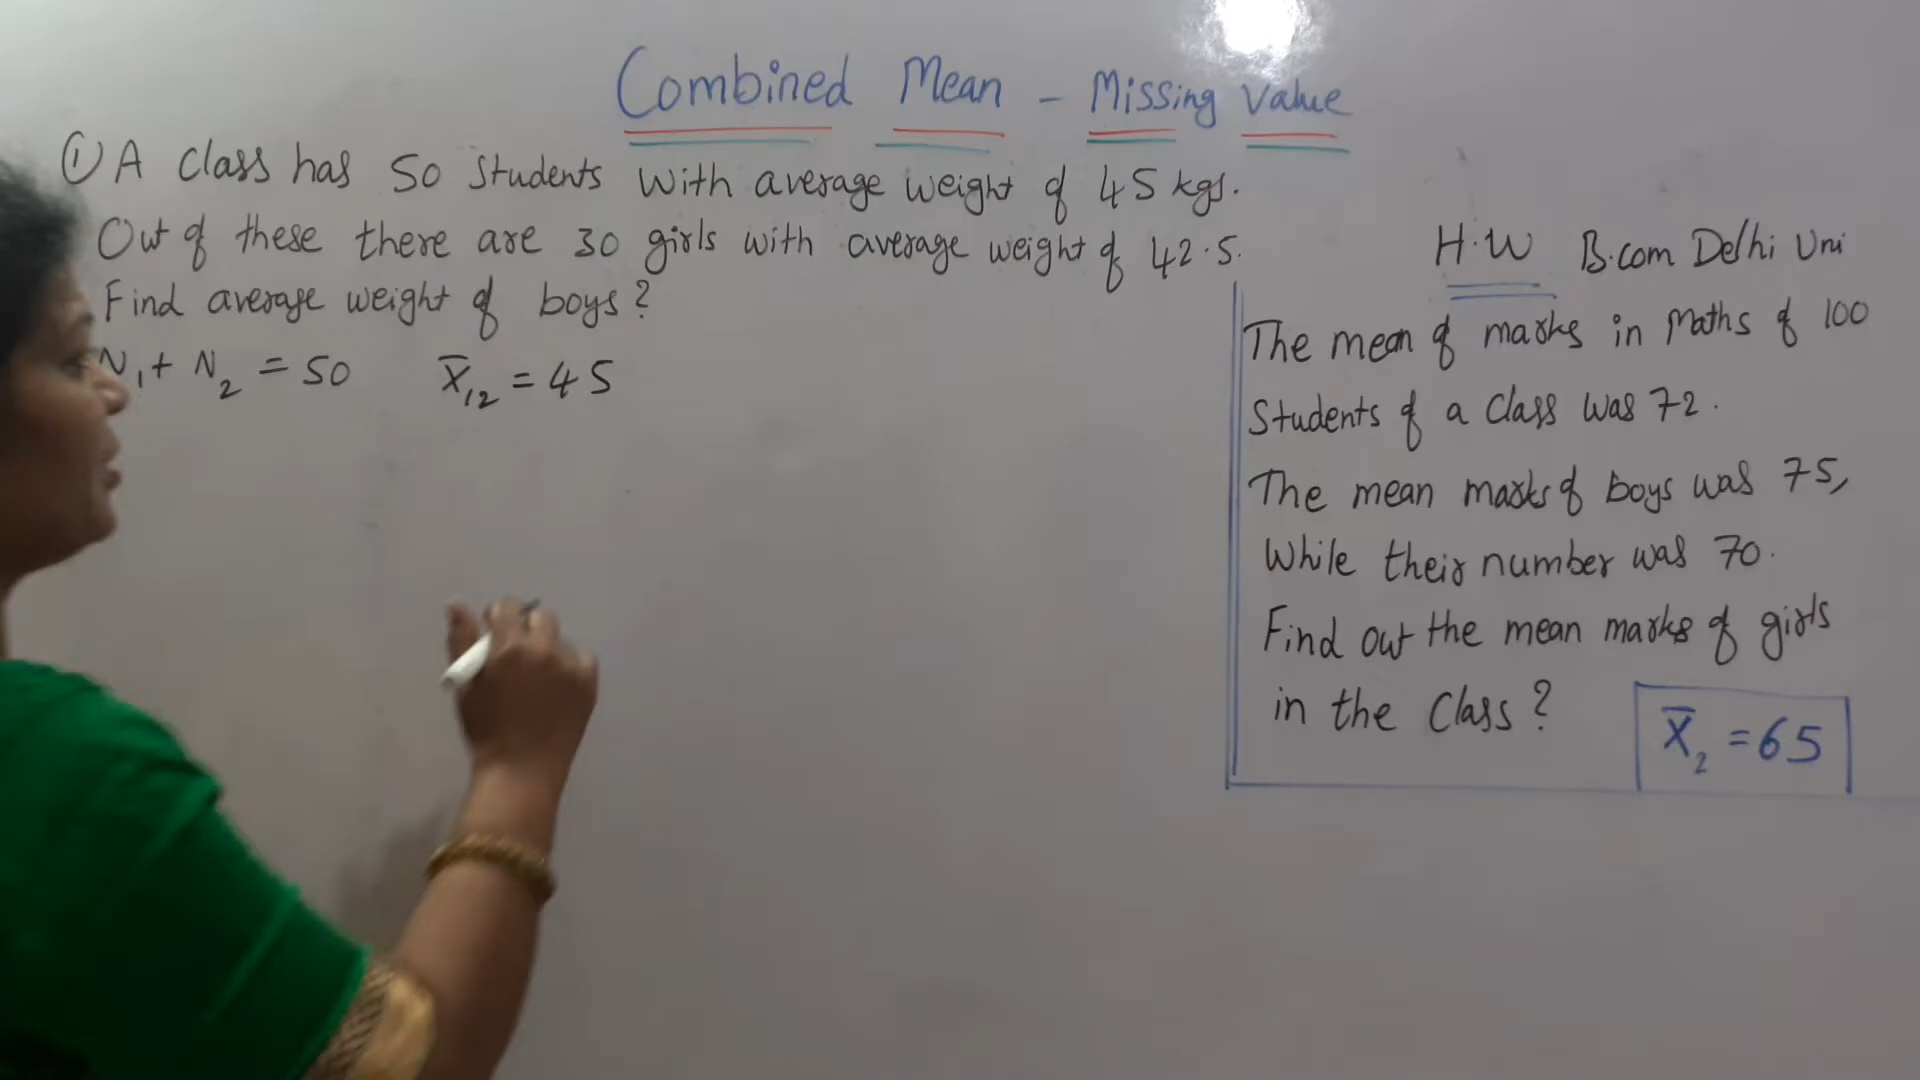 Combined Mean - Missing Value
① A Class has 50 Students With average weight of 45 kgs.
Out of these there are 30 girls with average weight of 42.5.
Find average weight of boys?
N₁ + N₂ = 50 X̄₁₂ = 45
H.W B.com Delhi Uni
The mean of marks in Maths of 100
Students of a Class was 72.
The mean marks of boys was 75,
While their number was 70.
Find out the mean marks of girls
in the Class?
X̄₂ = 65